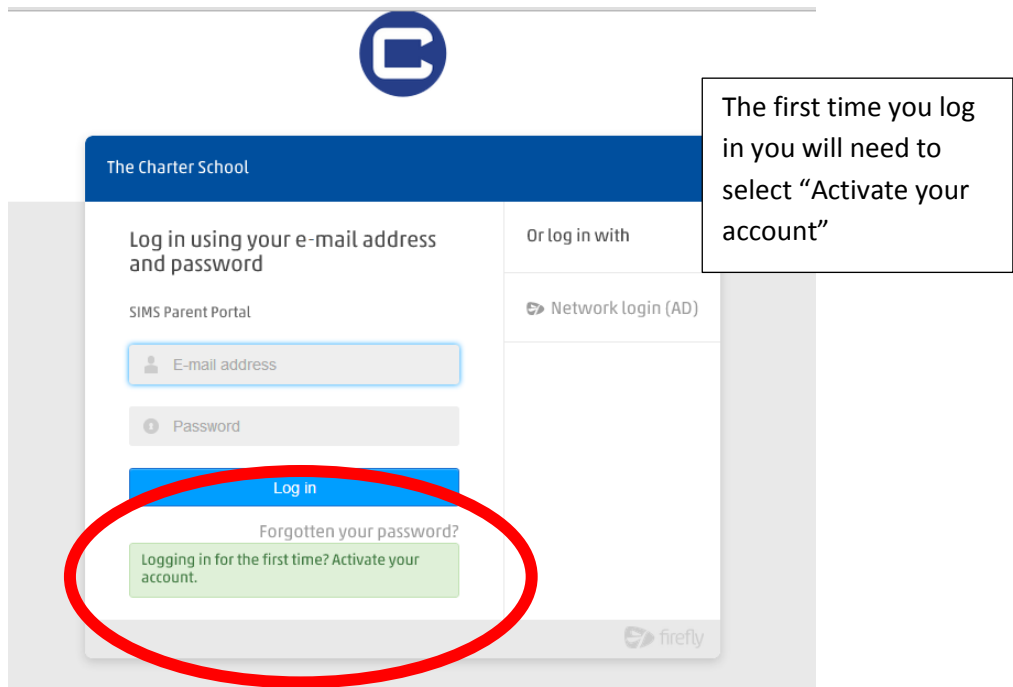 The first time you log
in you will need to
select “Activate your
account”
The Charter School
Log in using your e-mail address
and password
SIMS Parent Portal
E-mail address
Password
Log in
Forgotten your password?
Logging in for the first time? Activate your
account.
Or log in with
Network login (AD)
firefly